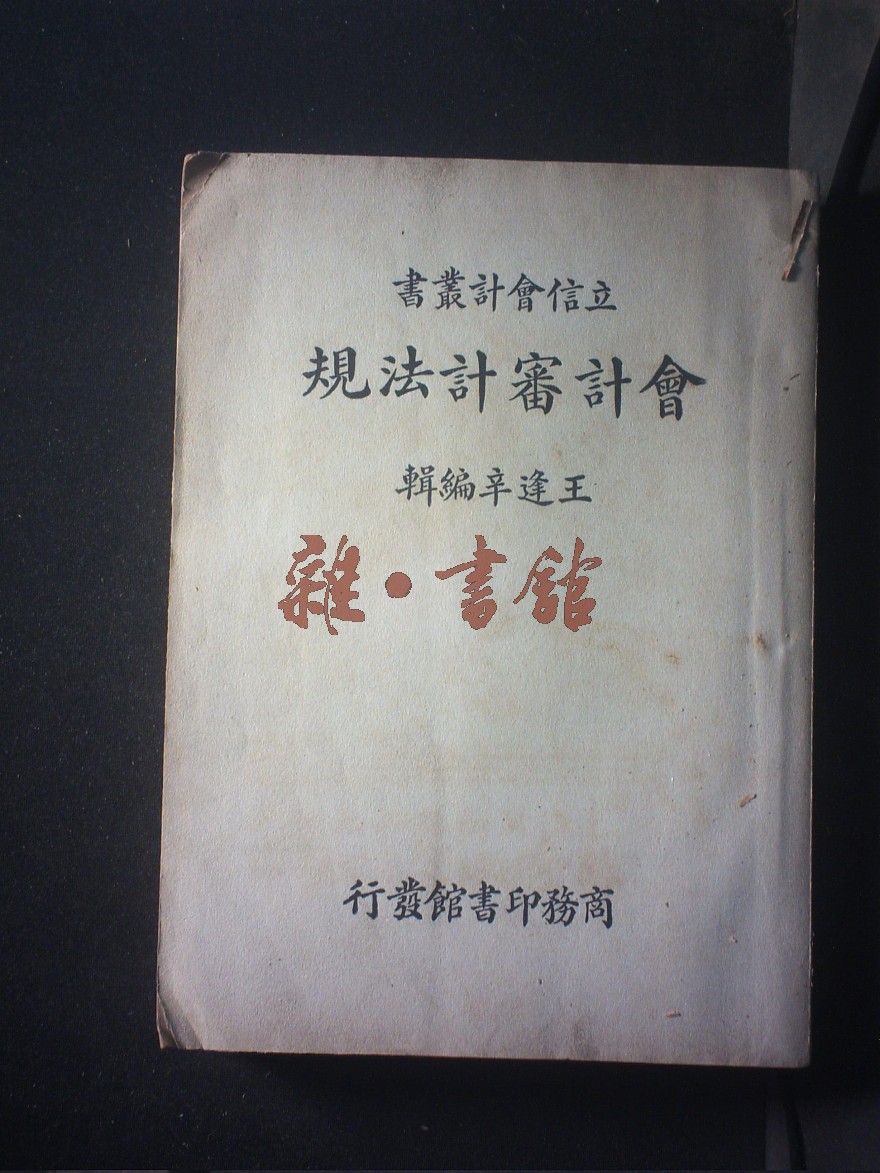 立信會計叢書
會計審計法規
王逢辛編輯
雜·書館
商務印書館發行